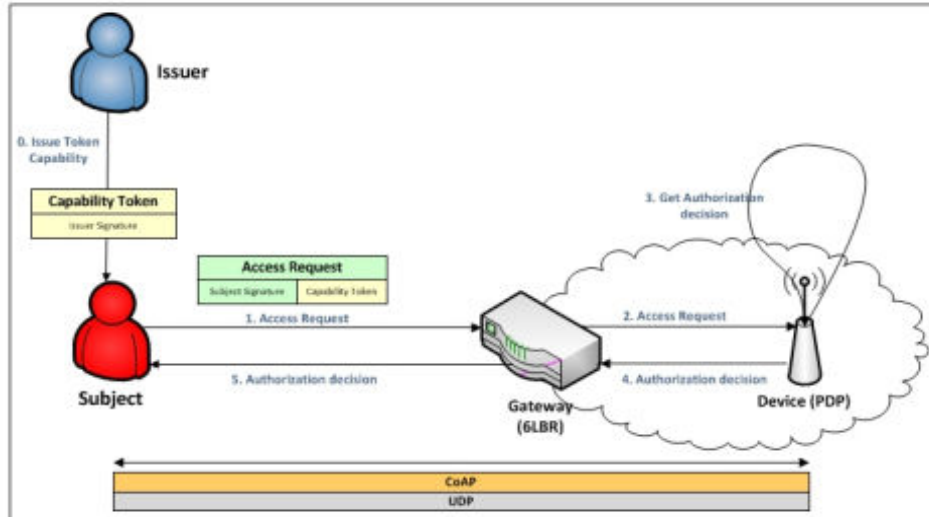 Issuer
0. Issue Token
Capability
Capability Token
Issuer Signature
3. Get Authorization
decision
Access Request
Subject Signature
Capability Token
1. Access Request
2. Access Request
5. Authorization decision
4. Authorization decision
Subject
Gateway
(6LBR)
Device (PDP)
CoAP
UDP